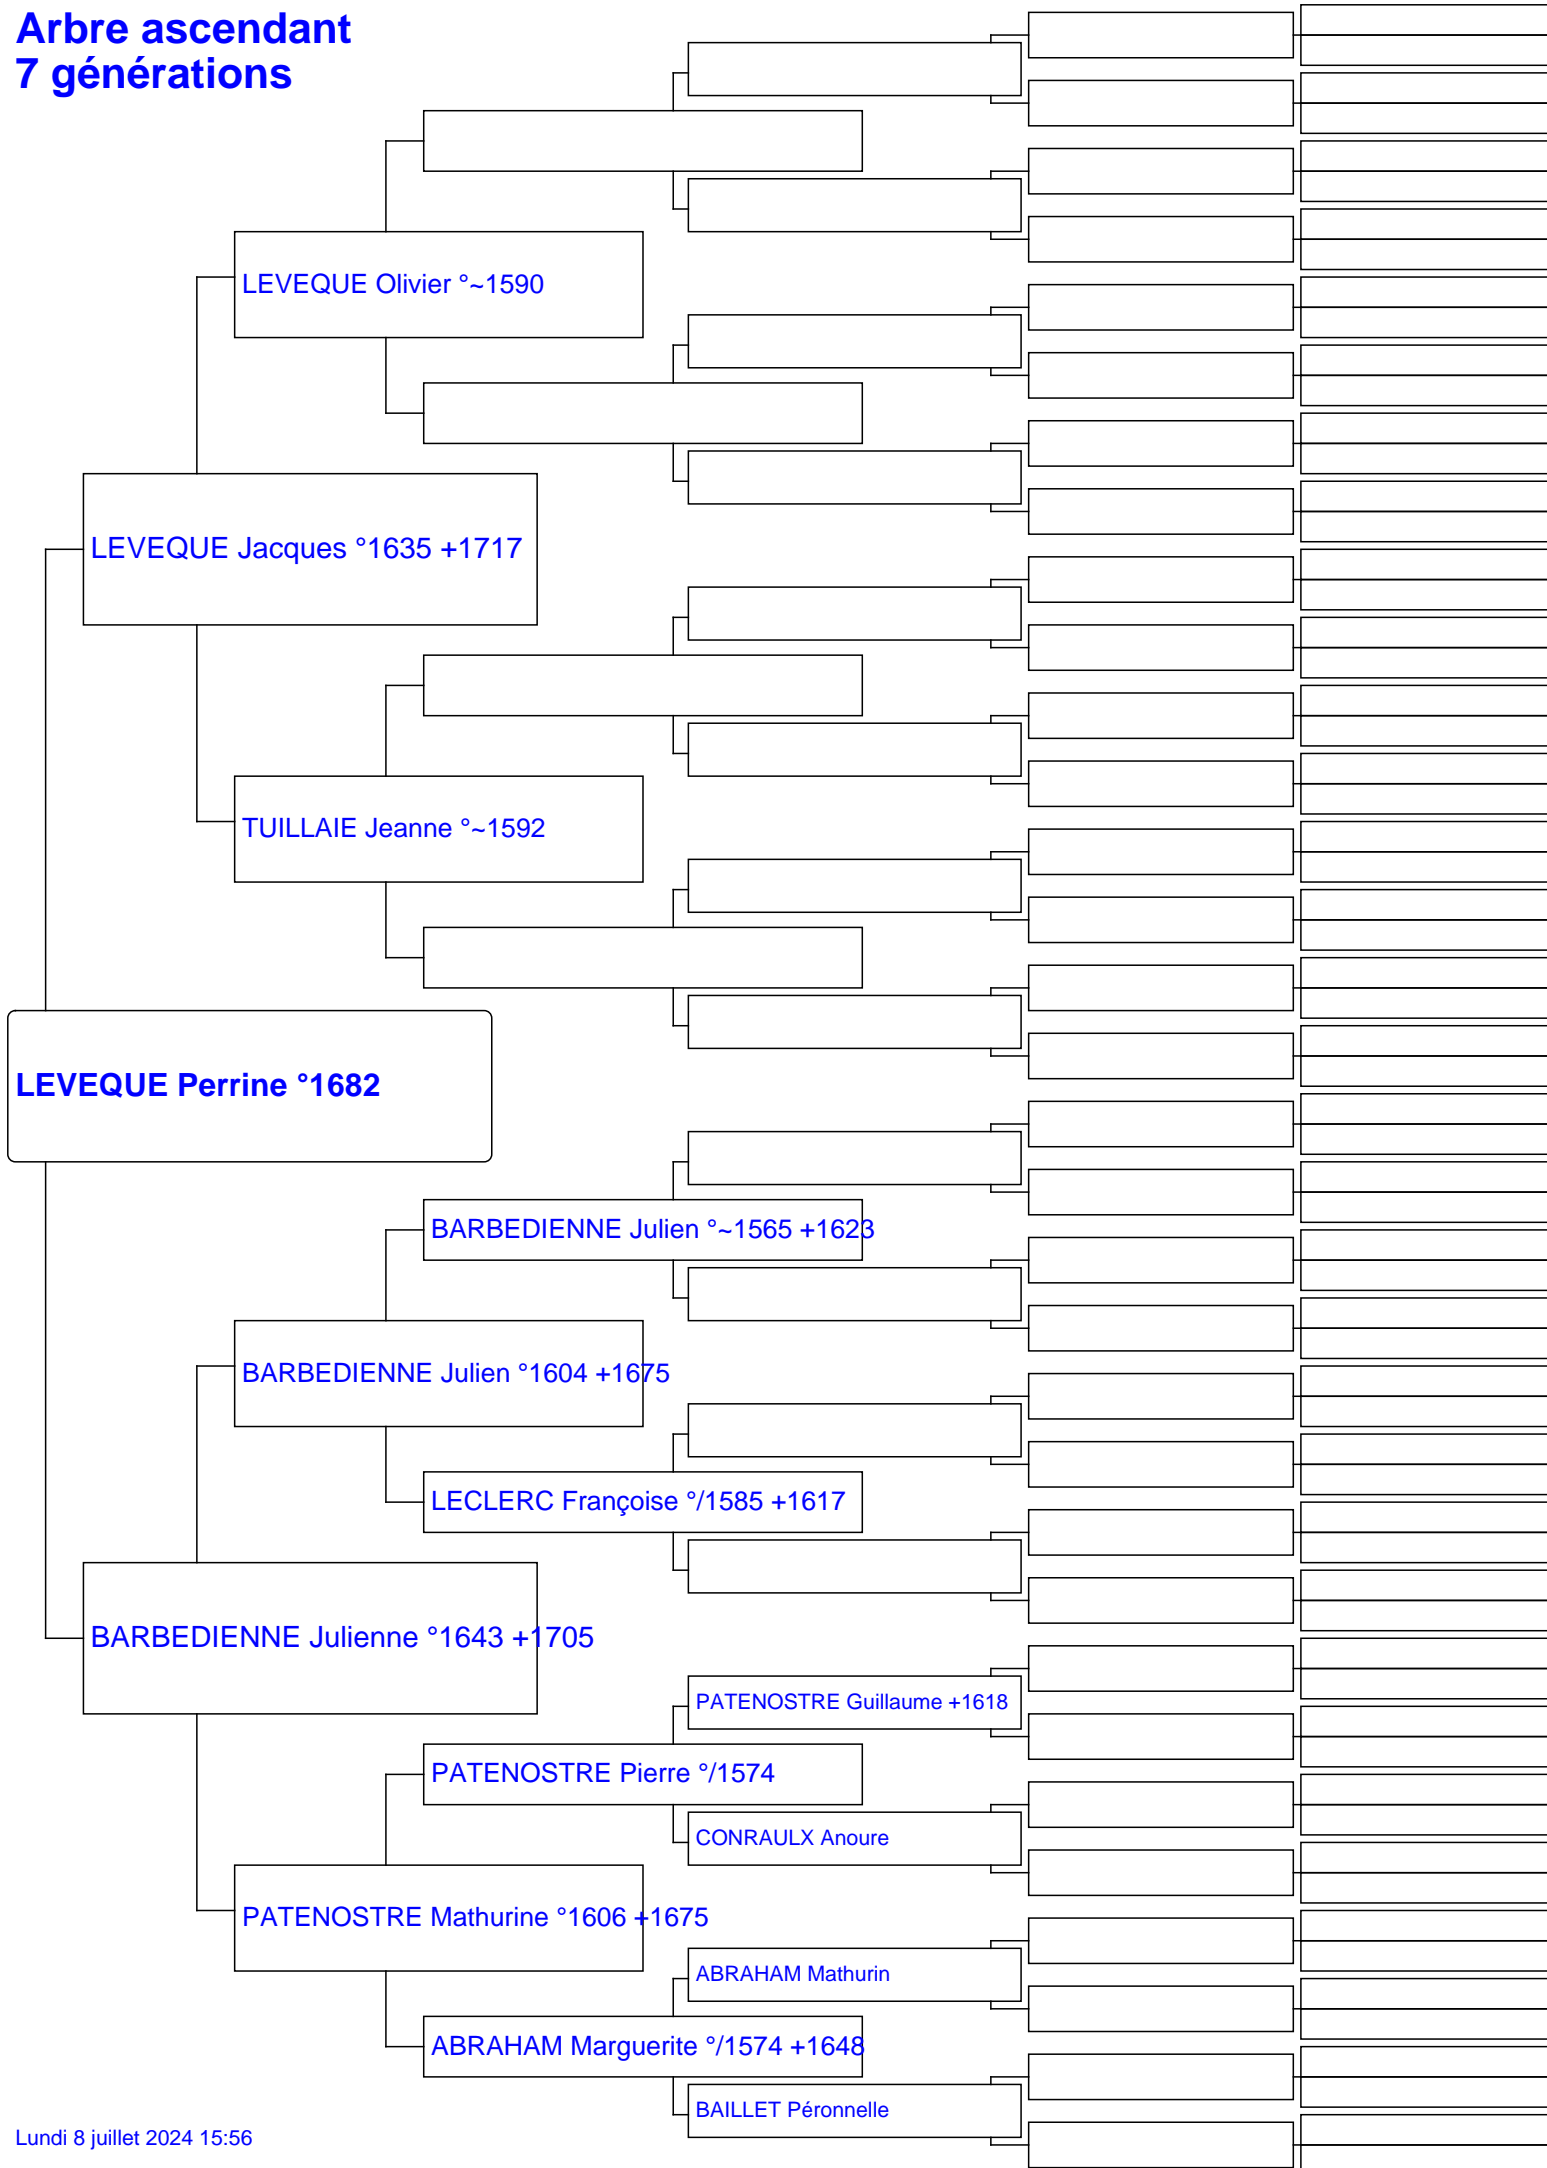 Arbre ascendant
7 générations
LEVEQUE Olivier °~1590
LEVEQUE Jacques °1635 +1717
TUILLAIE Jeanne °~1592
LEVEQUE Perrine °1682
BARBEDIENNE Julien °~1565 +1623
BARBEDIENNE Julien °1604 +1675
LECLERC Françoise °/1585 +1617
BARBEDIENNE Julienne °1643 +1705
PATENOSTRE Guillaume +1618
PATENOSTRE Pierre °/1574
CONRAULX Anoure
PATENOSTRE Mathurine °1606 +1675
ABRAHAM Mathurin
ABRAHAM Marguerite °/1574 +1648
BAILLET Péronnelle
Lundi 8 juillet 2024 15:56